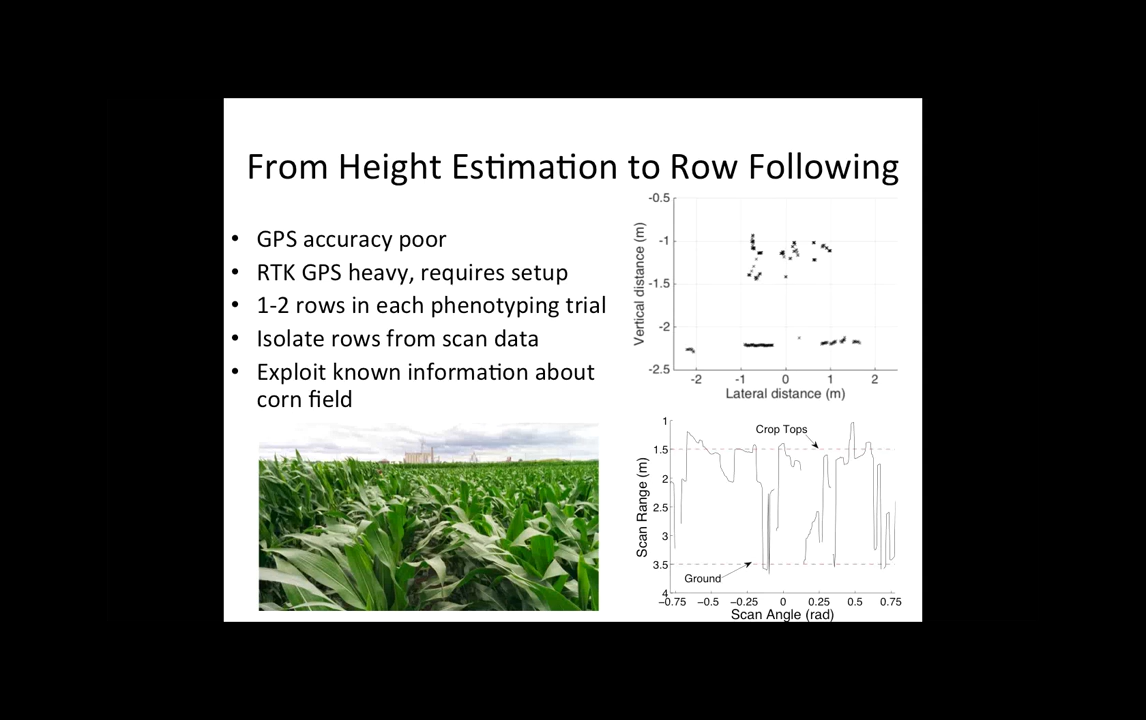 From Height Estimation to Row Following
• GPS accuracy poor
• RTK GPS heavy, requires setup
• 1-2 rows in each phenotyping trial
• Isolate rows from scan data
• Exploit known information about
corn field
-0.5
-1
-1.5
-2
-2.5
Vertical distance (m)
-2 -1 0 1 2
Lateral distance (m)
1
1.5
2
2.5
3
3.5
4
Scan Range (m)
Crop Tops
Ground
−0.75 −0.5 −0.25 0 0.25 0.5 0.75
Scan Angle (rad)